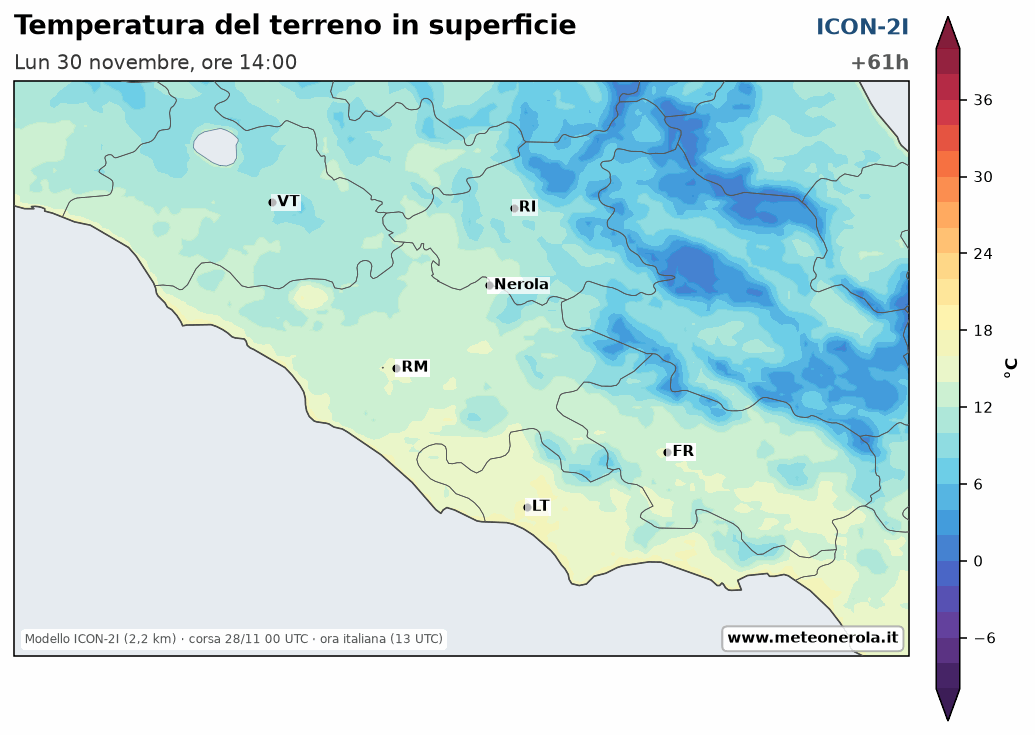 Temperatura del terreno in superficie
ICON-2I
Lun 30 novembre, ore 14:00
+61h
VT
RI
Nerola
RM
FR
LT
36
30
24
18
12
6
0
−6
°C
Modello ICON-2I (2,2 km) · corsa 28/11 00 UTC · ora italiana (13 UTC)
www.meteonerola.it